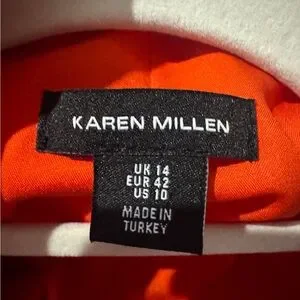 KAREN MILLEN
UK 14
EUR 42
US 10
MADE IN
TURKEY